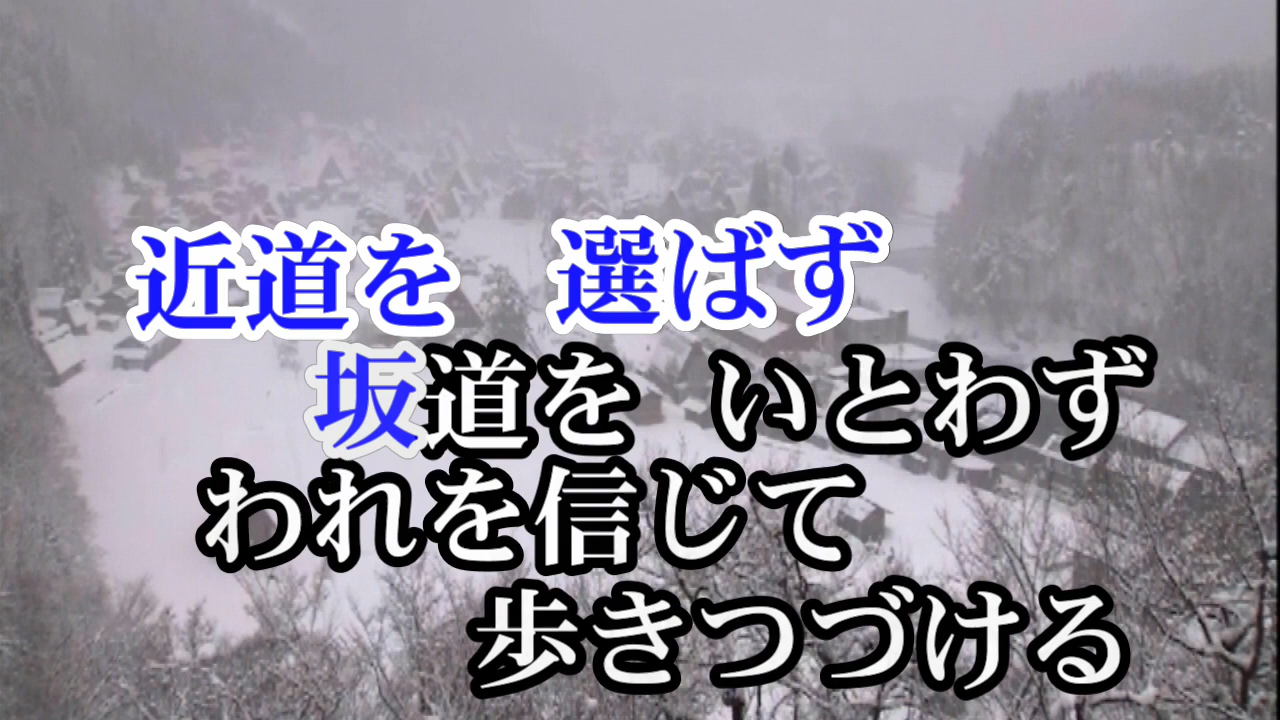 近道を　選ばず
坂道を　いとわず
われを信じて
歩きつづける